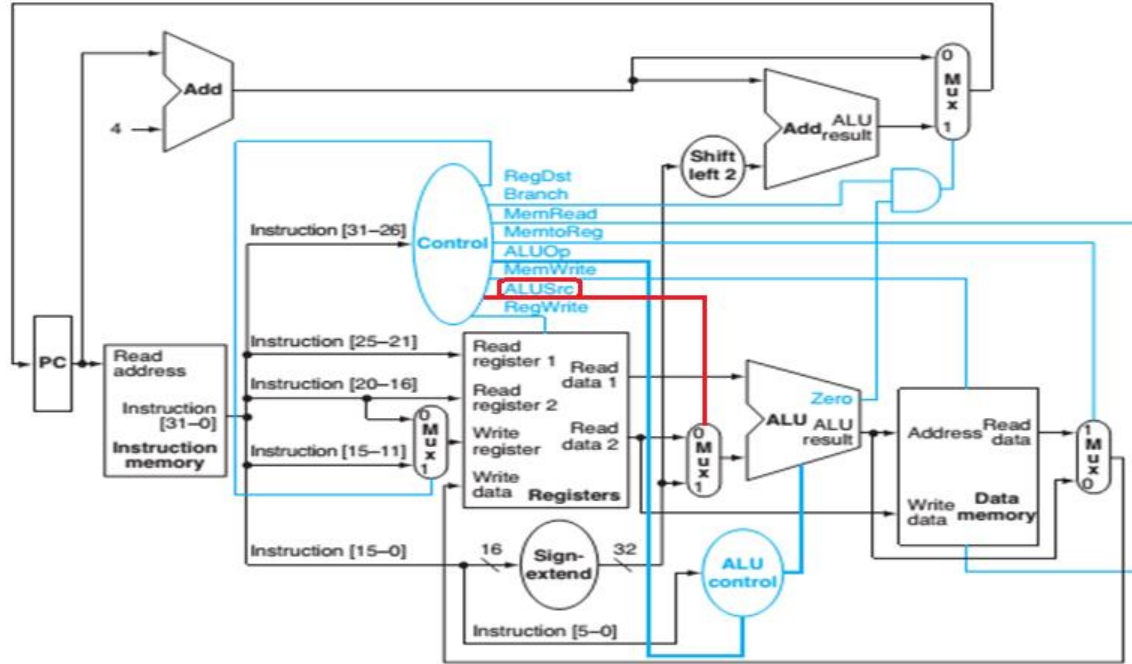 Add
4
0
Mux
1
Add
ALU
result
Shift
left 2
RegDst
Branch
MemRead
MemtoReg
ALUOp
MemWrite
ALUSrc
RegWrite
Control
Instruction [31–26]
Instruction [25–21]
Instruction [20–16]
Instruction [15–11]
Instruction [15–0]
Instruction [5–0]
PC
Read
address
Instruction
[31–0]
Instruction
memory
0
Mux
1
Read
register 1
Read
register 2
Write
register
Write
data
Read
data 1
Read
data 2
Registers
0
Mux
1
Zero
ALU
ALU
result
Address
Read
data
Write
data
Data
memory
1
Mux
0
16
Sign-
extend
32
ALU
control